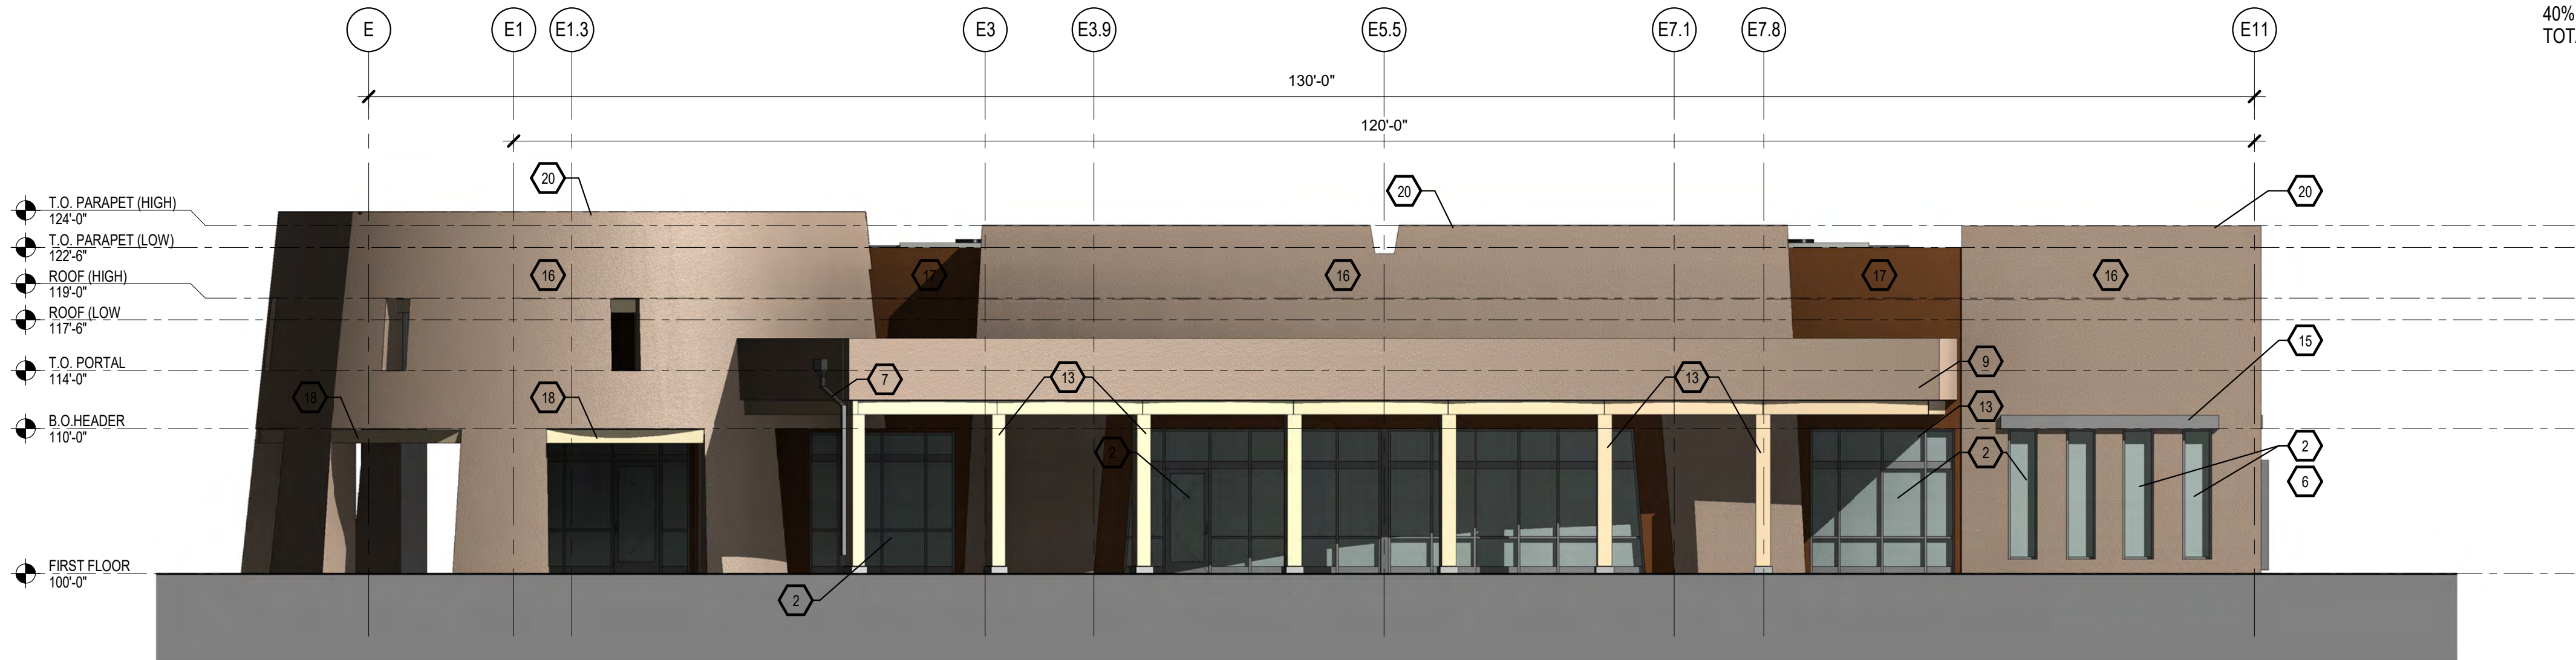 E E1 E1.3 E3 E3.9 E5.5 E7.1 E7.8 E11
40%
130'-0"
120'-0"
20
20
20
T.O. PARAPET (HIGH)
124'-0"
T.O. PARAPET (LOW)
122'-6"
ROOF (HIGH)
119'-0"
ROOF (LOW
117'-6"
T.O. PORTAL
114'-0"
B.O.HEADER
110'-0"
FIRST FLOOR
100'-0"
16 17 16 17 16
15
9
7 13 13
18 18 13
2 2 2
6
2